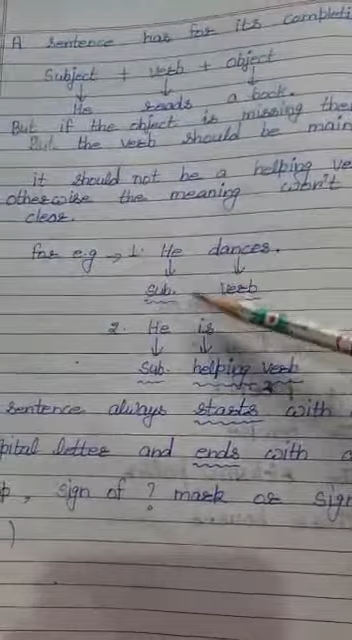 A sentence has for its completi
Subject + verb + object
↓ ↓ ↓
He reads a book.
But if the object is missing the
But the verb should be main
it should not be a helping ve
otherwise the meaning won't
clear.
for e.g → 1. He dances.
↓ ↓
Sub. verb
2. He is
↓ ↓
Sub. helping verb
sentence always starts with
pital letter and ends with a
p, sign of ? mark or sign
)